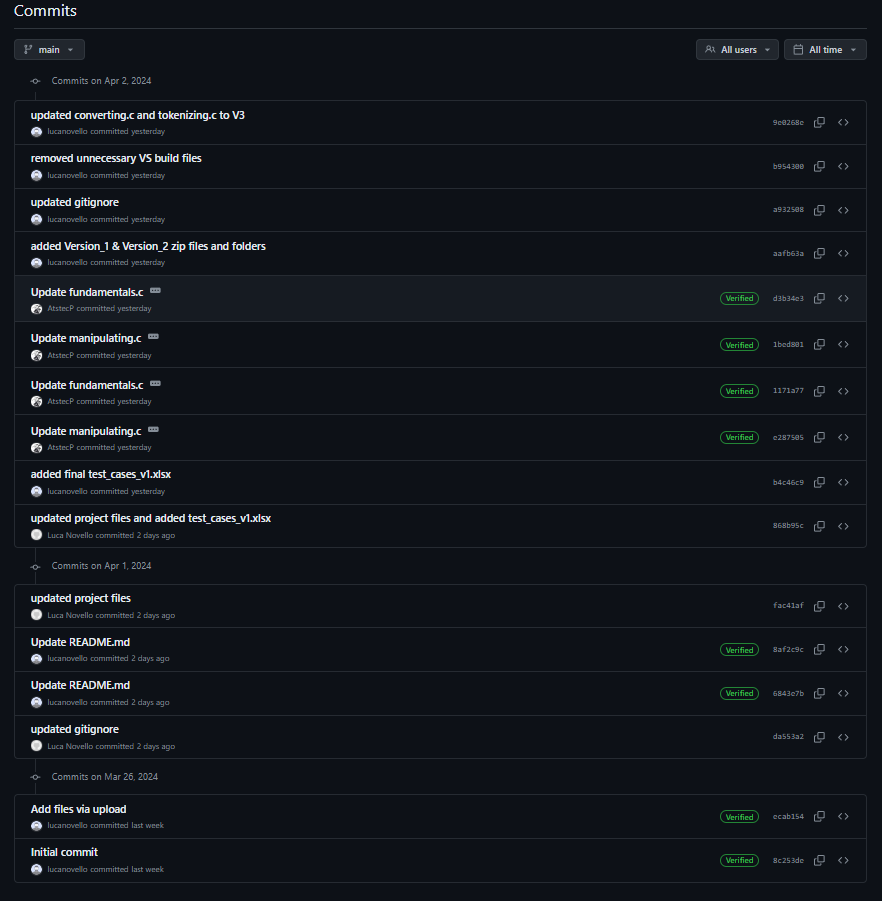 Commits
main
All users
All time
Commits on Apr 2, 2024
updated converting.c and tokenizing.c to V3
9e0268e
lucanovello committed yesterday
removed unnecessary VS build files
b954300
lucanovello committed yesterday
updated gitignore
a932508
lucanovello committed yesterday
added Version_1 & Version_2 zip files and folders
aafb63a
lucanovello committed yesterday
Update fundamentals.c
Verified
d3b34e3
AtstecP committed yesterday
Update manipulating.c
Verified
1bed801
AtstecP committed yesterday
Update fundamentals.c
Verified
1171a77
AtstecP committed yesterday
Update manipulating.c
Verified
e287505
AtstecP committed yesterday
added final test_cases_v1.xlsx
b4c46c9
lucanovello committed yesterday
updated project files and added test_cases_v1.xlsx
868b95c
Luca Novello committed 2 days ago
Commits on Apr 1, 2024
updated project files
fac41af
Luca Novello committed 2 days ago
Update README.md
Verified
8af2c9c
lucanovello committed 2 days ago
Update README.md
Verified
6843e7b
lucanovello committed 2 days ago
updated gitignore
da553a2
Luca Novello committed 2 days ago
Commits on Mar 26, 2024
Add files via upload
Verified
ecab154
lucanovello committed last week
Initial commit
Verified
8c253de
lucanovello committed last week